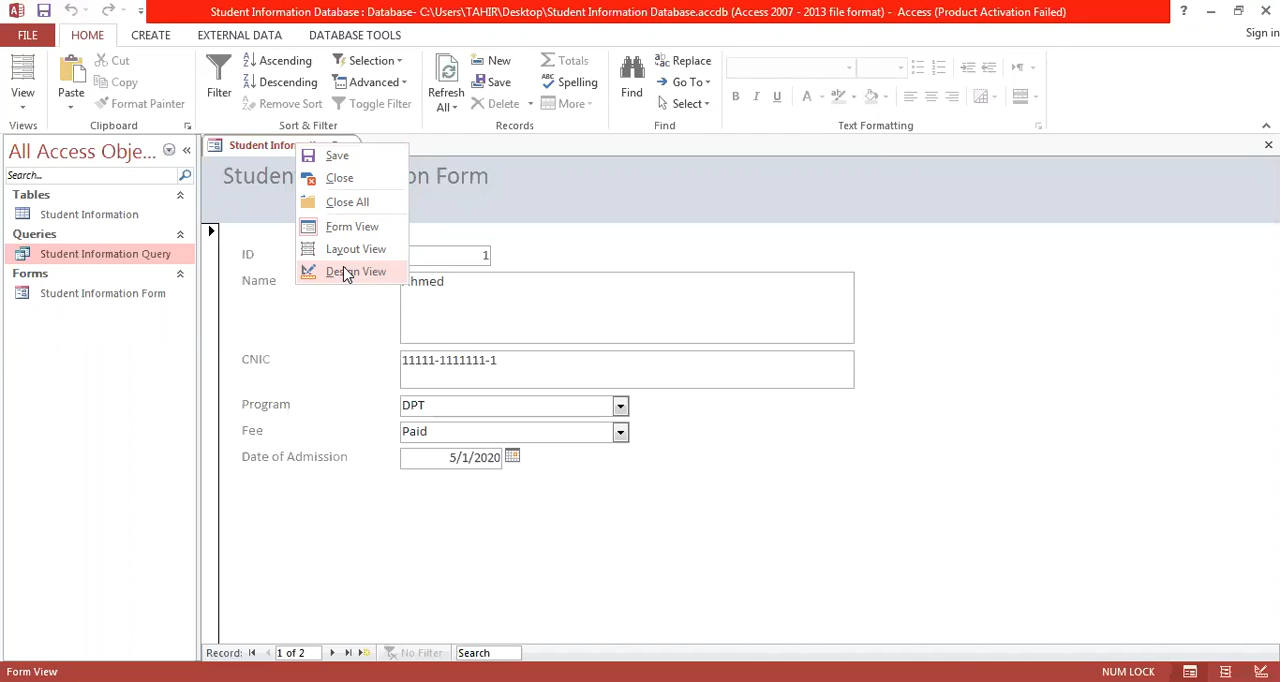 Student Information Database : Database- C:\Users\TAHIR\Desktop\Student Information Database.accdb (Access 2007 - 2013 file format) - Access (Product Activation Failed)
?
FILE HOME CREATE EXTERNAL DATA DATABASE TOOLS Sign in
View
Paste
Cut
Copy
Format Painter
Filter
Ascending
Descending
Remove Sort
Selection
Advanced
Toggle Filter
Refresh
All
New
Save
Delete
Totals
Spelling
More
Find
Replace
Go To
Select
B I U A
Views Clipboard Sort & Filter Records Find Text Formatting
All Access Obje...
Search...
Tables
Student Information
Queries
Student Information Query
Forms
Student Information Form
Save
Close
Close All
Form View
Layout View
Design View
ID 1
Name
CNIC 11111-1111111-1
Program DPT
Fee Paid
Date of Admission 5/1/2020
Record: 1 of 2 No Filter Search
Form View NUM LOCK